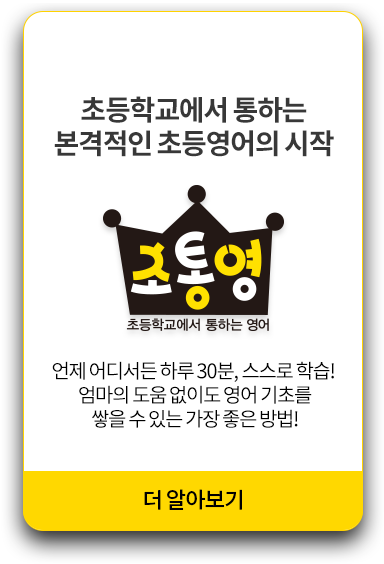 초등학교에서 통하는
본격적인 초등영어의 시작
초통영
초등학교에서 통하는 영어
언제 어디서든 하루 30분, 스스로 학습!
엄마의 도움 없이도 영어 기초를
쌓을 수 있는 가장 좋은 방법!
더 알아보기